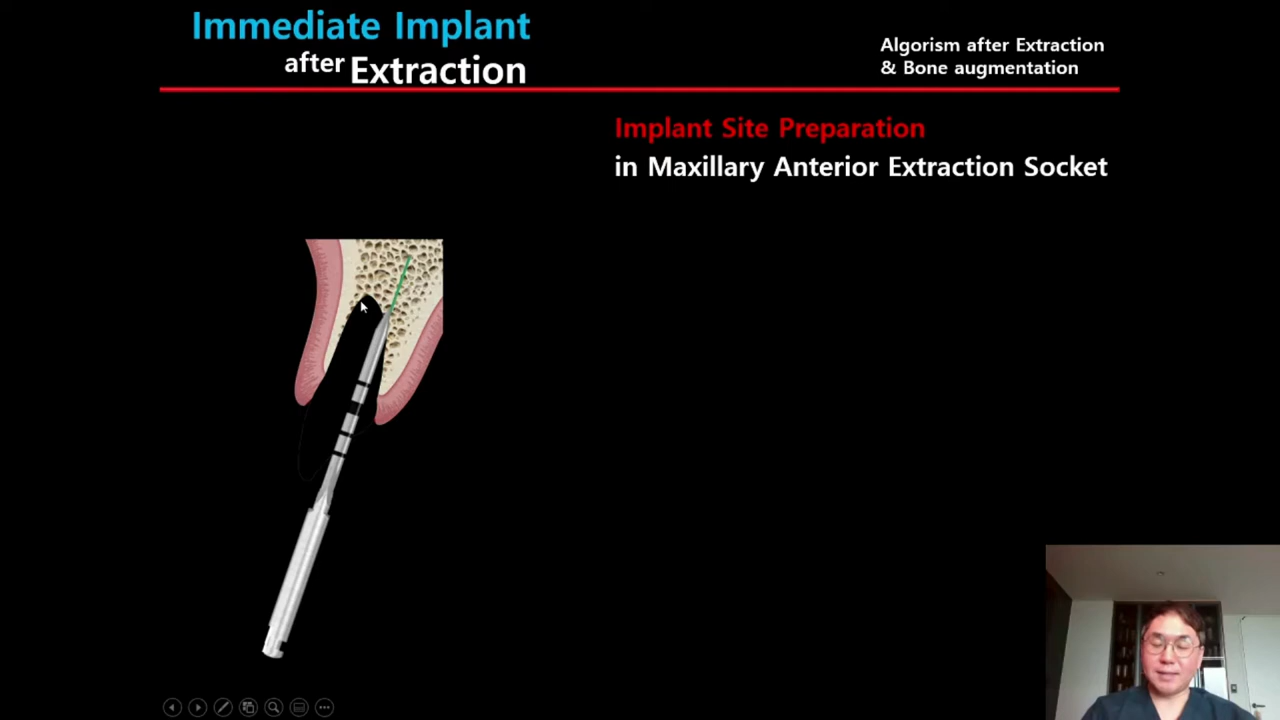 Immediate Implant
after Extraction
Algorism after Extraction
& Bone augmentation
Implant Site Preparation
in Maxillary Anterior Extraction Socket